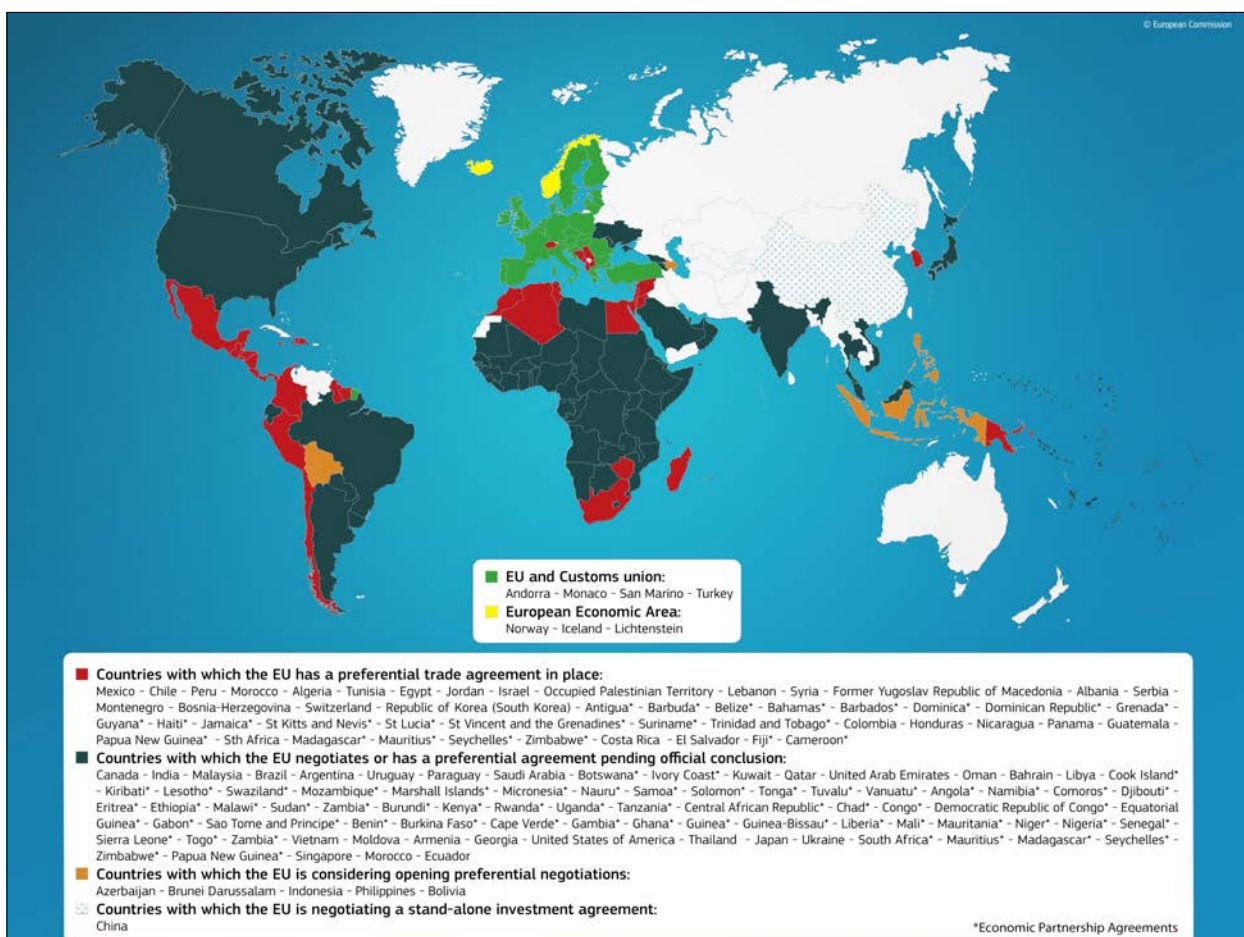 © European Commission
EU and Customs union:
Andorra - Monaco - San Marino - Turkey
European Economic Area:
Norway - Iceland - Lichtenstein
Countries with which the EU has a preferential trade agreement in place:
Mexico - Chile - Peru - Morocco - Algeria - Tunisia - Egypt - Jordan - Israel - Occupied Palestinian Territory - Lebanon - Syria - Former Yugoslav Republic of Macedonia - Albania - Serbia -
Montenegro - Bosnia-Herzegovina - Switzerland - Republic of Korea (South Korea) - Antigua* - Barbuda* - Belize* - Bahamas* - Barbados* - Dominica* - Dominican Republic* - Grenada* -
Guyana* - Haiti* - Jamaica* - St Kitts and Nevis* - St Lucia* - St Vincent and the Grenadines* - Suriname* - Trinidad and Tobago* - Colombia - Honduras - Nicaragua - Panama - Guatemala -
Papua New Guinea* - Sth Africa - Madagascar* - Mauritius* - Seychelles* - Zimbabwe* - Costa Rica - El Salvador - Fiji* - Cameroon*
Countries with which the EU negotiates or has a preferential agreement pending official conclusion:
Canada - India - Malaysia - Brazil - Argentina - Uruguay - Paraguay - Saudi Arabia - Botswana* - Ivory Coast* - Kuwait - Qatar - United Arab Emirates - Oman - Bahrain - Libya - Cook Island*
- Kiribati* - Lesotho* - Swaziland* - Mozambique* - Marshall Islands* - Micronesia* - Nauru* - Samoa* - Solomon* - Tonga* - Tuvalu* - Vanuatu* - Angola* - Namibia* - Comoros* - Djibouti* -
Eritrea* - Ethiopia* - Malawi* - Sudan* - Zambia* - Burundi* - Kenya* - Rwanda* - Uganda* - Tanzania* - Central African Republic* - Chad* - Congo* - Democratic Republic of Congo* - Equatorial
Guinea* - Gabon* - Sao Tome and Principe* - Benin* - Burkina Faso* - Cape Verde* - Gambia* - Ghana* - Guinea* - Guinea-Bissau* - Liberia* - Mali* - Mauritania* - Niger* - Nigeria* - Senegal* -
Sierra Leone* - Togo* - Zambia* - Vietnam - Moldova - Armenia - Georgia - United States of America - Thailand - Japan - Ukraine - South Africa* - Mauritius* - Madagascar* - Seychelles* -
Zimbabwe* - Papua New Guinea* - Singapore - Morocco - Ecuador
Countries with which the EU is considering opening preferential negotiations:
Azerbaijan - Brunei Darussalam - Indonesia - Philippines - Bolivia
Countries with which the EU is negotiating a stand-alone investment agreement:
China
*Economic Partnership Agreements